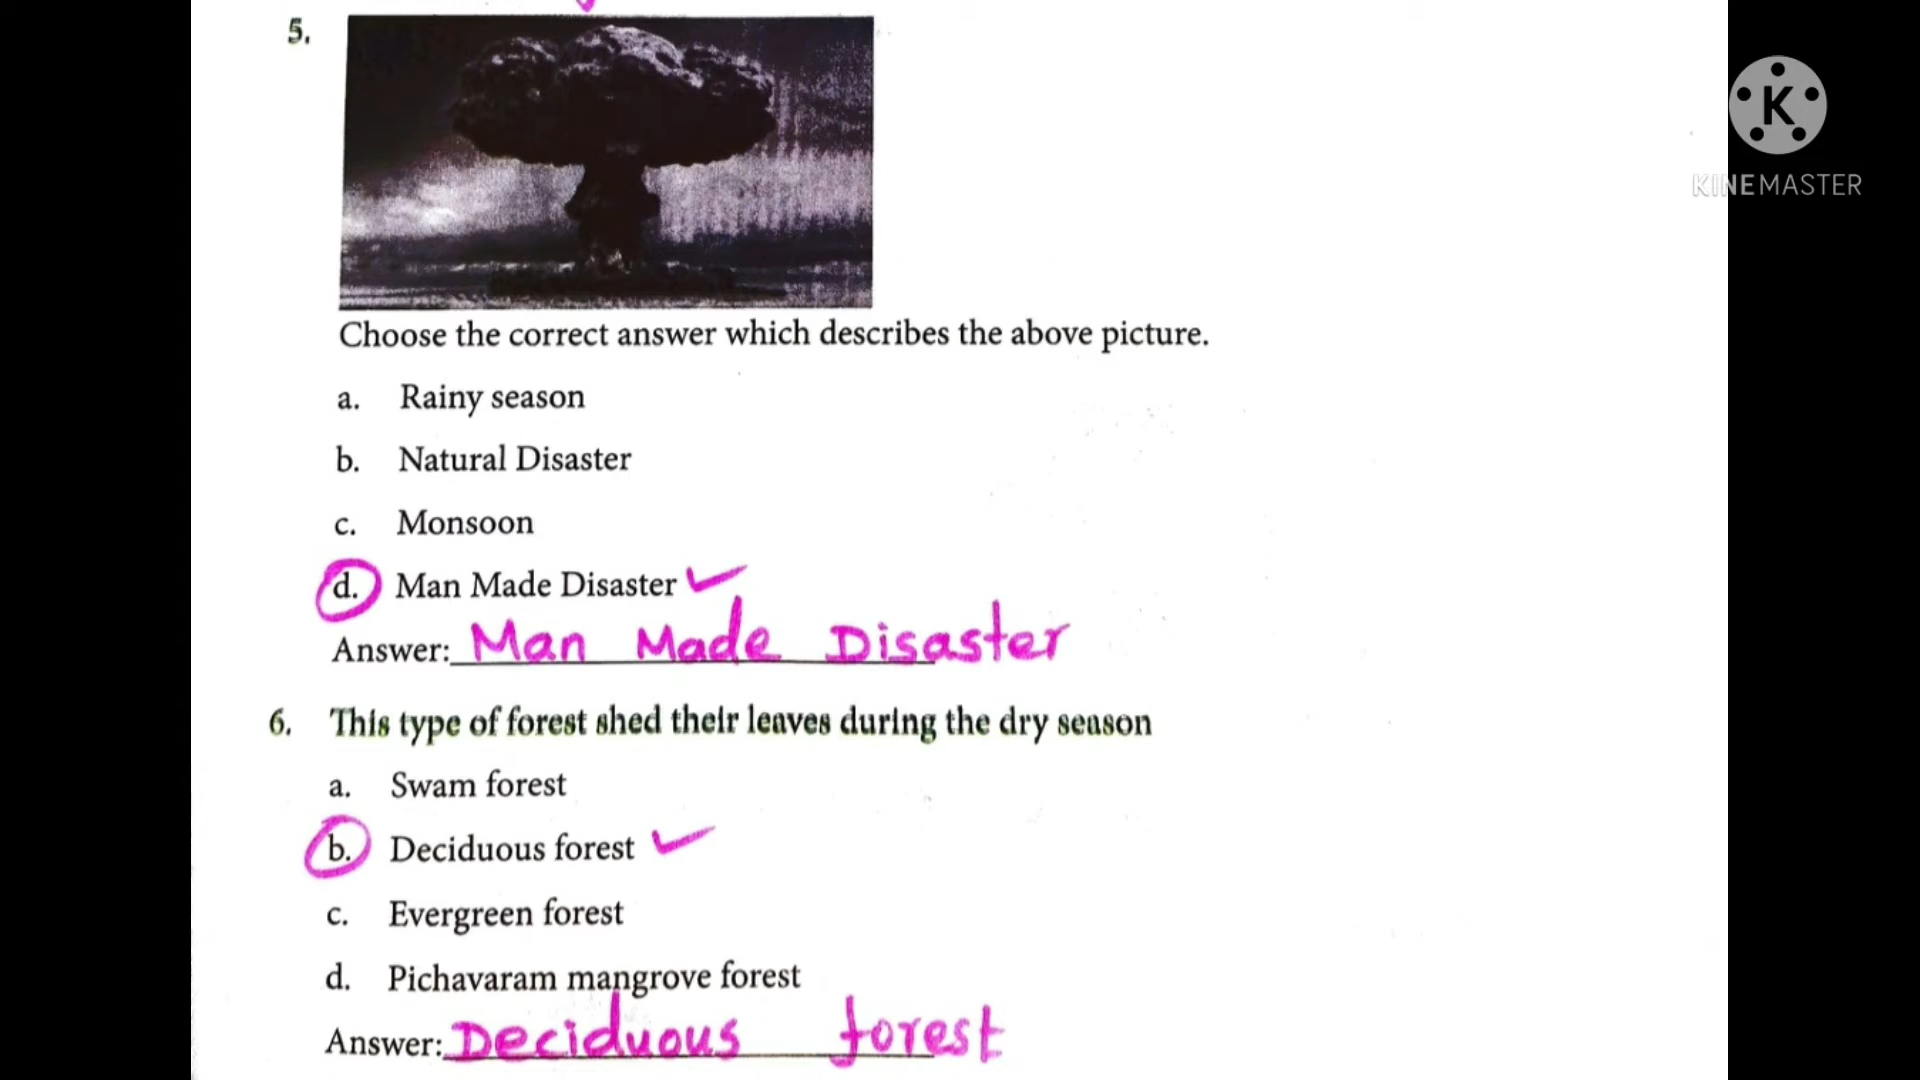 5.
K
KINEMASTER
Choose the correct answer which describes the above picture.
a. Rainy season
b. Natural Disaster
c. Monsoon
d. Man Made Disaster
Answer: Man Made Disaster
6. This type of forest shed their leaves during the dry season
a. Swam forest
b. Deciduous forest
c. Evergreen forest
d. Pichavaram mangrove forest
Answer: Deciduous forest